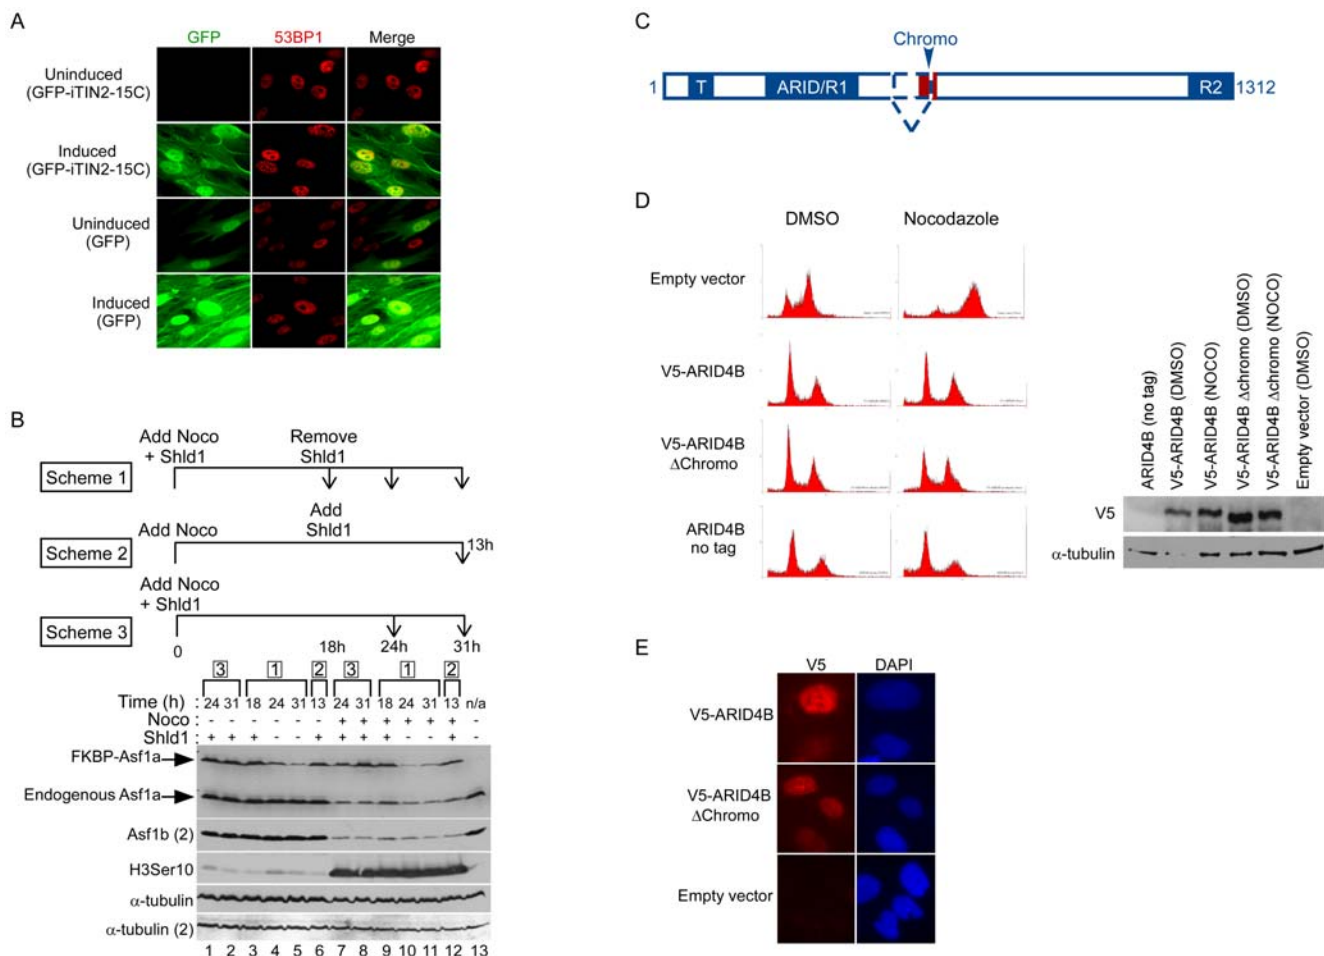 A
GFP 53BP1 Merge
Uninduced
(GFP-iTIN2-15C)
Induced
(GFP-iTIN2-15C)
Uninduced
(GFP)
Induced
(GFP)
B
Add Noco
+ Shld1
Remove
Shld1
Scheme 1
Add Noco
Add
Shld1
Scheme 2
13h
Add Noco
+ Shld1
Scheme 3
0 18h 24h 31h
3 1 2 3 1 2
Time (h) 24 31 18 24 31 13 24 31 18 24 31 13 n/a
Noco : - - - - - - + + + + + + -
Shld1 : + + + - - + + + + - - + -
FKBP-Asf1a
Endogenous Asf1a
Asf1b (2)
H3Ser10
α-tubulin
α-tubulin (2)
1 2 3 4 5 6 7 8 9 10 11 12 13
C
Chromo
1 T ARID/R1 R2 1312
D
DMSO Nocodazole
Empty vector
V5-ARID4B
V5-ARID4B
ΔChromo
ARID4B
no tag
ARID4B (no tag)
V5-ARID4B (DMSO)
V5-ARID4B (NOCO)
V5-ARID4B Δchromo (DMSO)
V5-ARID4B Δchromo (NOCO)
Empty vector (DMSO)
V5
α-tubulin
E
V5 DAPI
V5-ARID4B
V5-ARID4B
ΔChromo
Empty vector